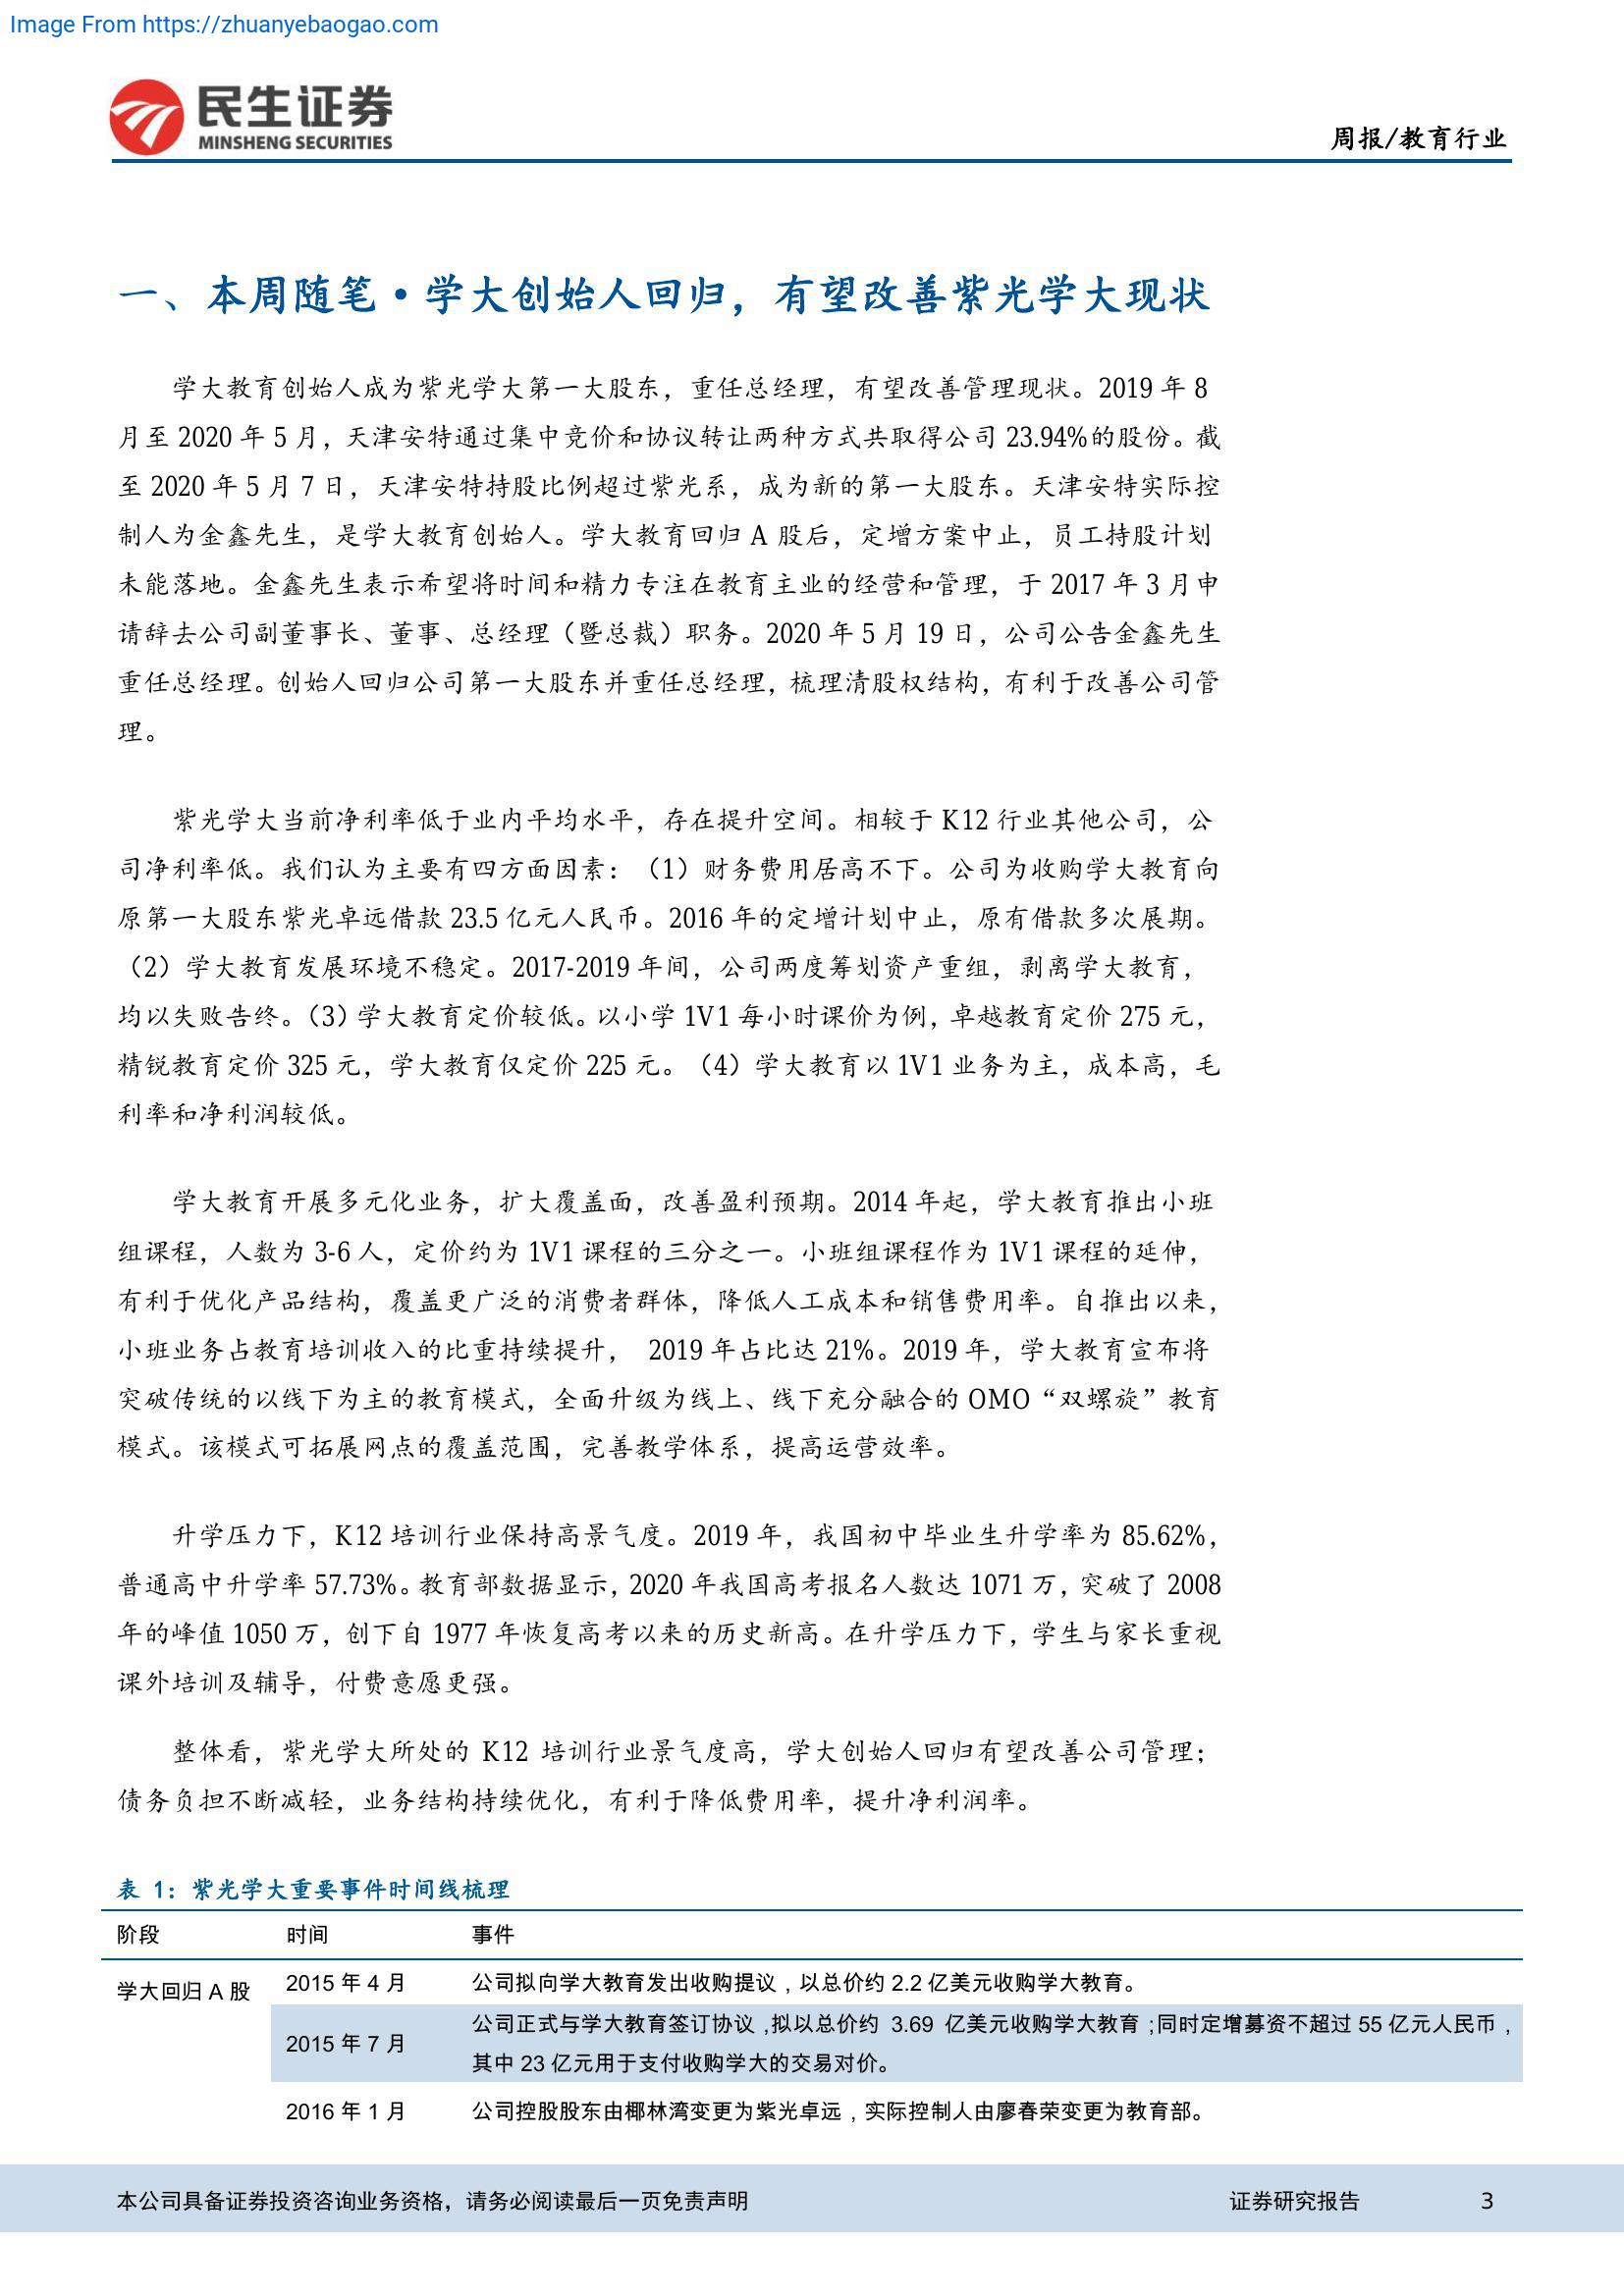 Image From https://zhuanyebaogao.com
民生证券
MINSHENG SECURITIES
周报/教育行业
一、本周随笔·学大创始人回归，有望改善紫光学大现状
学大教育创始人成为紫光学大第一大股东，重任总经理，有望改善管理现状。2019 年 8
月至 2020 年 5 月，天津安特通过集中竞价和协议转让两种方式共取得公司 23.94%的股份。截
至 2020 年 5 月 7 日，天津安特持股比例超过紫光系，成为新的第一大股东。天津安特实际控
制人为金鑫先生，是学大教育创始人。学大教育回归 A 股后，定增方案中止，员工持股计划
未能落地。金鑫先生表示希望将时间和精力专注在教育主业的经营和管理，于 2017 年 3 月申
请辞去公司副董事长、董事、总经理（暨总裁）职务。2020 年 5 月 19 日，公司公告金鑫先生
重任总经理。创始人回归公司第一大股东并重任总经理，梳理清股权结构，有利于改善公司管
理。
紫光学大当前净利率低于业内平均水平，存在提升空间。相较于 K12 行业其他公司，公
司净利率低。我们认为主要有四方面因素：（1）财务费用居高不下。公司为收购学大教育向
原第一大股东紫光卓远借款 23.5 亿元人民币。2016 年的定增计划中止，原有借款多次展期。
（2）学大教育发展环境不稳定。2017-2019 年间，公司两度筹划资产重组，剥离学大教育，
均以失败告终。（3）学大教育定价较低。以小学 1V1 每小时课价为例，卓越教育定价 275 元，
精锐教育定价 325 元，学大教育仅定价 225 元。（4）学大教育以 1V1 业务为主，成本高，毛
利率和净利润较低。
学大教育开展多元化业务，扩大覆盖面，改善盈利预期。2014 年起，学大教育推出小班
组课程，人数为 3-6 人，定价约为 1V1 课程的三分之一。小班组课程作为 1V1 课程的延伸，
有利于优化产品结构，覆盖更广泛的消费者群体，降低人工成本和销售费用率。自推出以来，
小班业务占教育培训收入的比重持续提升， 2019 年占比达 21%。2019 年，学大教育宣布将
突破传统的以线下为主的教育模式，全面升级为线上、线下充分融合的 OMO“双螺旋”教育
模式。该模式可拓展网点的覆盖范围，完善教学体系，提高运营效率。
升学压力下，K12 培训行业保持高景气度。2019 年，我国初中毕业生升学率为 85.62%，
普通高中升学率 57.73%。教育部数据显示，2020 年我国高考报名人数达 1071 万，突破了 2008
年的峰值 1050 万，创下自 1977 年恢复高考以来的历史新高。在升学压力下，学生与家长重视
课外培训及辅导，付费意愿更强。
整体看，紫光学大所处的 K12 培训行业景气度高，学大创始人回归有望改善公司管理；
债务负担不断减轻，业务结构持续优化，有利于降低费用率，提升净利润率。
表 1：紫光学大重要事件时间线梳理
阶段 时间 事件
学大回归 A 股 2015 年 4 月 公司拟向学大教育发出收购提议，以总价约 2.2 亿美元收购学大教育。
2015 年 7 月 公司正式与学大教育签订协议，拟以总价约 3.69 亿美元收购学大教育；同时定增募资不超过 55 亿元人民币，
其中 23 亿元用于支付收购学大的交易对价。
2016 年 1 月 公司控股股东由椰林湾变更为紫光卓远，实际控制人由廖春荣变更为教育部。
本公司具备证券投资咨询业务资格，请务必阅读最后一页免责声明 证券研究报告 3